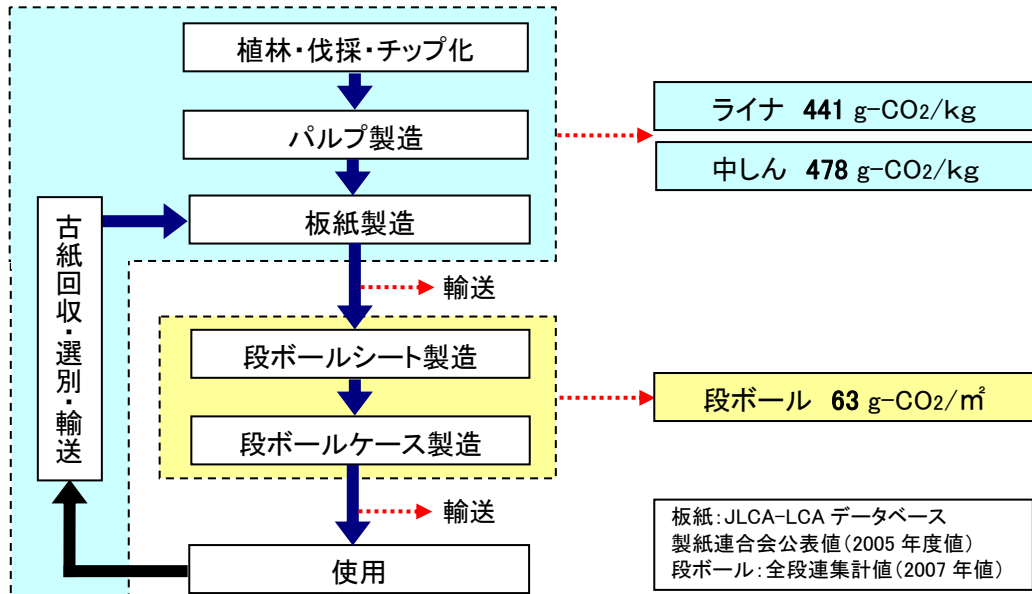 植林・伐採・チップ化
パルプ製造
板紙製造
古紙回収・選別・輸送
輸送
段ボールシート製造
段ボールケース製造
輸送
使用
ライナ 441 g-CO2/kg
中しん 478 g-CO2/kg
段ボール 63 g-CO2/㎡
板紙:JLCA-LCA データベース
製紙連合会公表値(2005 年度値)
段ボール:全段連集計値(2007 年値)